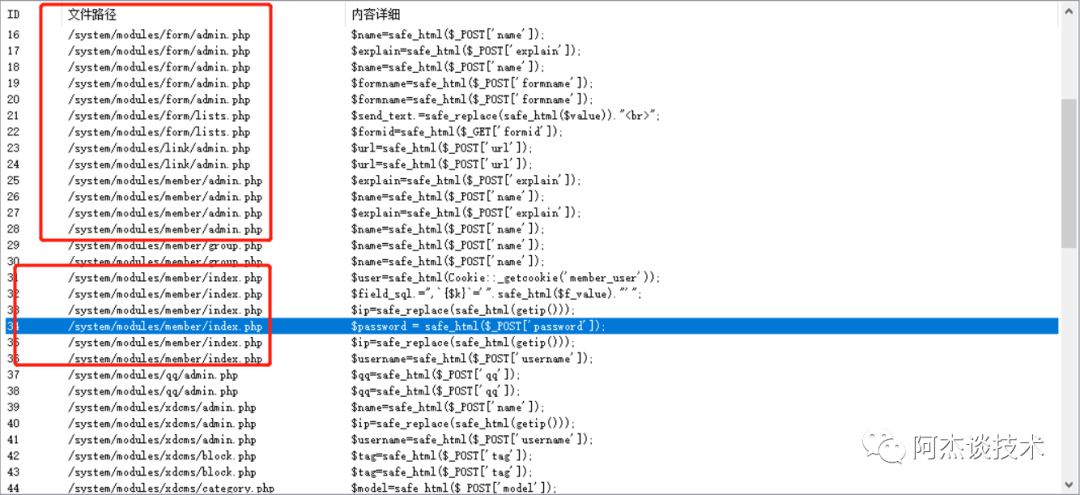 ID 文件路径 内容详细
16 /system/modules/form/admin.php $name=safe_html($_POST['name']);
17 /system/modules/form/admin.php $explain=safe_html($_POST['explain']);
18 /system/modules/form/admin.php $name=safe_html($_POST['name']);
19 /system/modules/form/admin.php $formname=safe_html($_POST['formname']);
20 /system/modules/form/admin.php $formname=safe_html($_POST['formname']);
21 /system/modules/form/lists.php $send_text.=safe_replace(safe_html($value))."<br>";
22 /system/modules/form/lists.php $formid=safe_html($_GET['formid']);
23 /system/modules/link/admin.php $url=safe_html($_POST['url']);
24 /system/modules/link/admin.php $url=safe_html($_POST['url']);
25 /system/modules/member/admin.php $explain=safe_html($_POST['explain']);
26 /system/modules/member/admin.php $name=safe_html($_POST['name']);
27 /system/modules/member/admin.php $explain=safe_html($_POST['explain']);
28 /system/modules/member/admin.php $name=safe_html($_POST['name']);
29 /system/modules/member/group.php $name=safe_html($_POST['name']);
30 /system/modules/member/group.php $name=safe_html($_POST['name']);
31 /system/modules/member/index.php $user=safe_html(Cookie::_getcookie('member_user'));
32 /system/modules/member/index.php $field_sql.=",`{$k}`='".safe_html($f_value)."'";
33 /system/modules/member/index.php $ip=safe_replace(safe_html(getip()));
34 /system/modules/member/index.php $password = safe_html($_POST['password']);
35 /system/modules/member/index.php $ip=safe_replace(safe_html(getip()));
36 /system/modules/member/index.php $username=safe_html($_POST['username']);
37 /system/modules/qq/admin.php $qq=safe_html($_POST['qq']);
38 /system/modules/qq/admin.php $qq=safe_html($_POST['qq']);
39 /system/modules/xdcms/admin.php $name=safe_html($_POST['name']);
40 /system/modules/xdcms/admin.php $ip=safe_replace(safe_html(getip()));
41 /system/modules/xdcms/admin.php $username=safe_html($_POST['username']);
42 /system/modules/xdcms/block.php $tag=safe_html($_POST['tag']);
43 /system/modules/xdcms/block.php $tag=safe_html($_POST['tag']);
44 /system/modules/xdcms/category.php $model=safe_html($_POST['model']);
阿杰谈技术